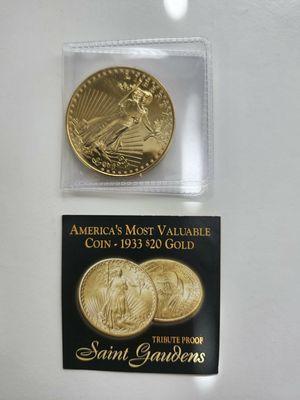 AMERICA'S MOST VALUABLE
COIN - 1933 $20 GOLD
TRIBUTE PROOF
Saint Gaudens